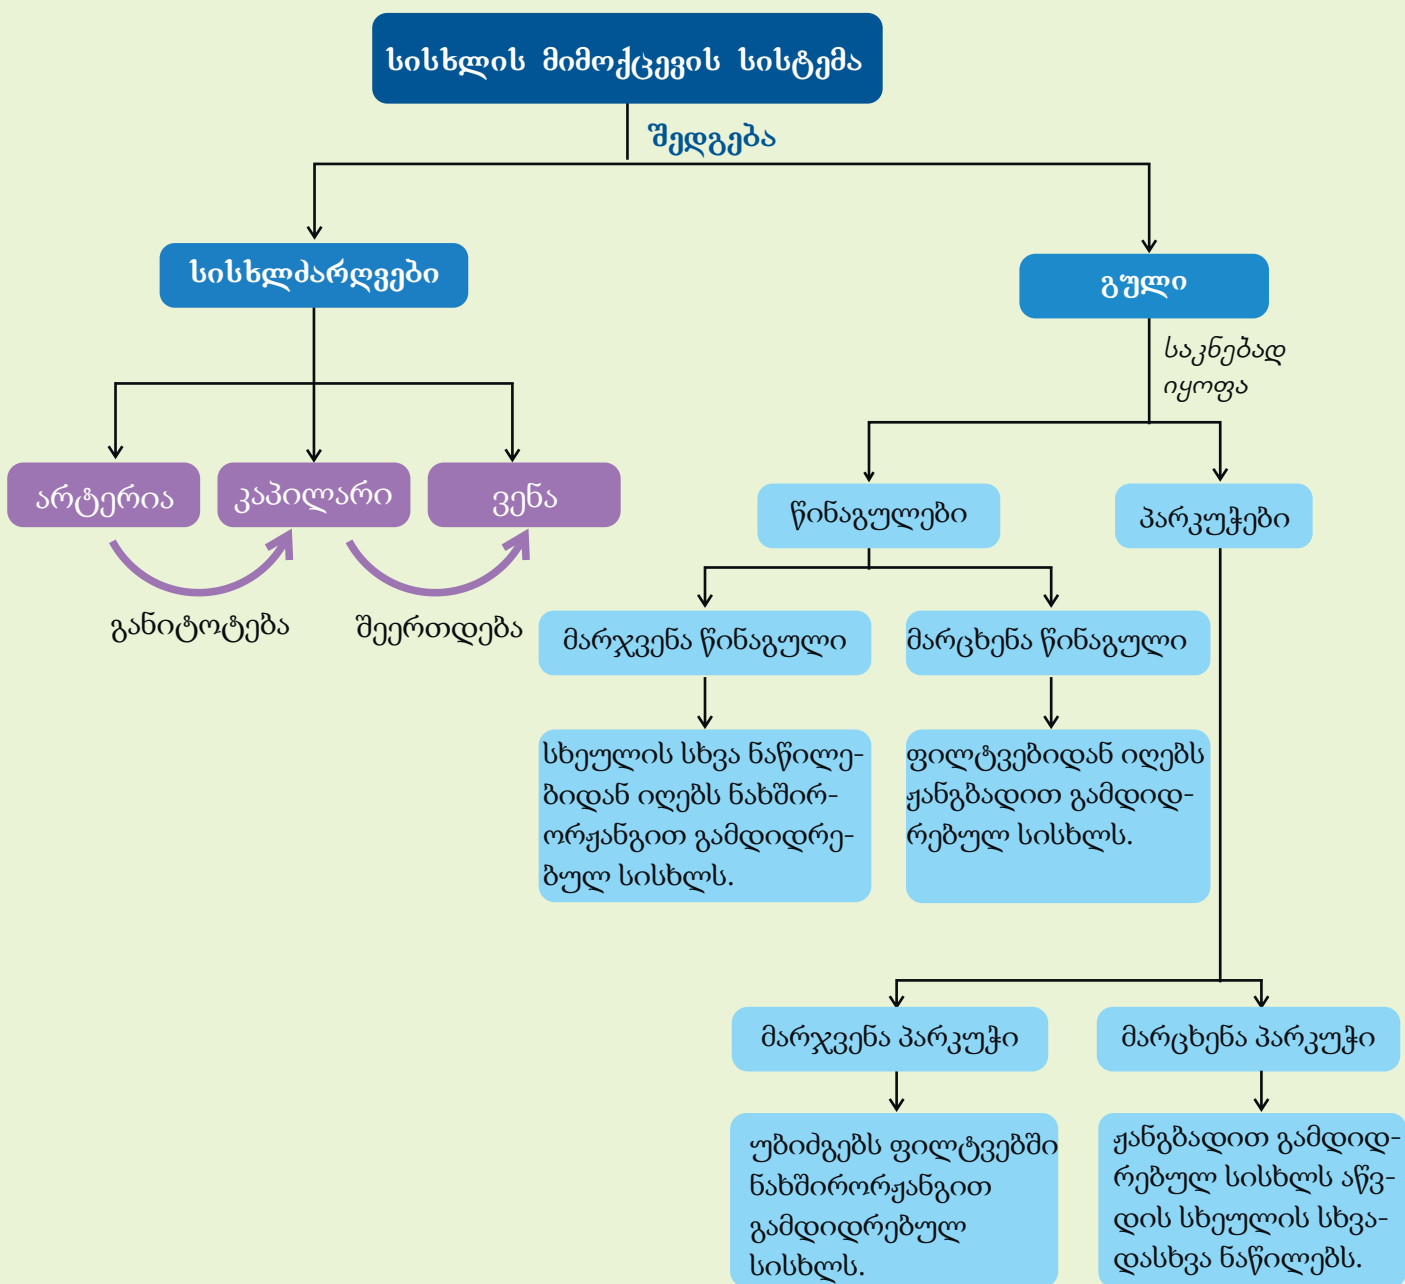 სისხლის მიმოქცევის სისტემა
შედგება
სისხლძარღვები
გული
საკნებად
იყოფა
არტერია
კაპილარი
ვენა
განიტოტება
შეერთდება
წინაგულები
პარკუჭები
მარჯვენა წინაგული
მარცხენა წინაგული
სხეულის სხვა ნაწილე-
ბიდან იღებს ნახშირ-
ორჟანგით გამდიდრე-
ბულ სისხლს.
ფილტვებიდან იღებს
ჟანგბადით გამდიდ-
რებულ სისხლს.
მარჯვენა პარკუჭი
მარცხენა პარკუჭი
უბიძგებს ფილტვებში
ნახშირორჟანგით
გამდიდრებულ
სისხლს.
ჟანგბადით გამდიდ-
რებულ სისხლს აწვ-
დის სხეულის სხვა-
დასხვა ნაწილებს.